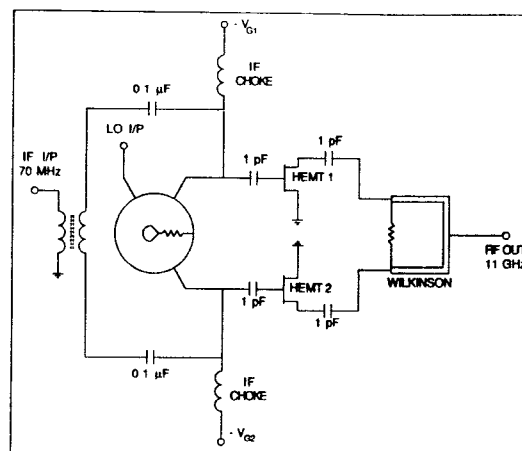 - VG1
IF
CHOKE
0 1 µF
LO I/P
IF I/P
70 MHz
1 pF
1 pF
HEMT 1
RF OUT
11 GHz
WILKINSON
HEMT 2
1 pF
1 pF
0 1 µF
IF
CHOKE
- VG2